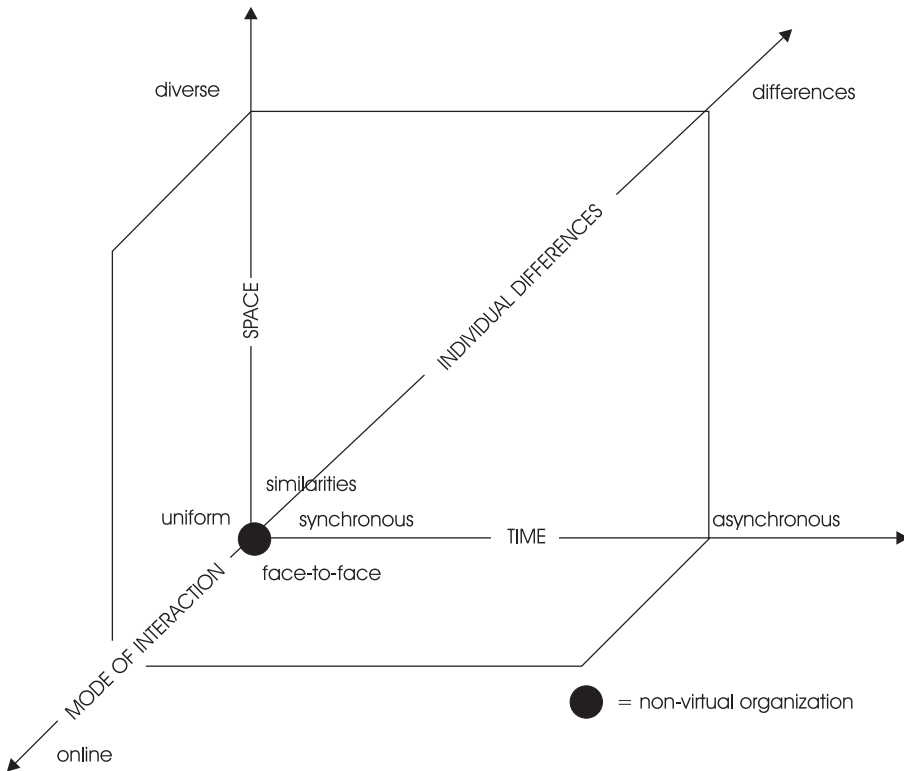 diverse
differences
INDIVIDUAL DIFFERENCES
SPACE
similarities
uniform
synchronous
asynchronous
TIME
face-to-face
MODE OF INTERACTION
= non-virtual organization
online